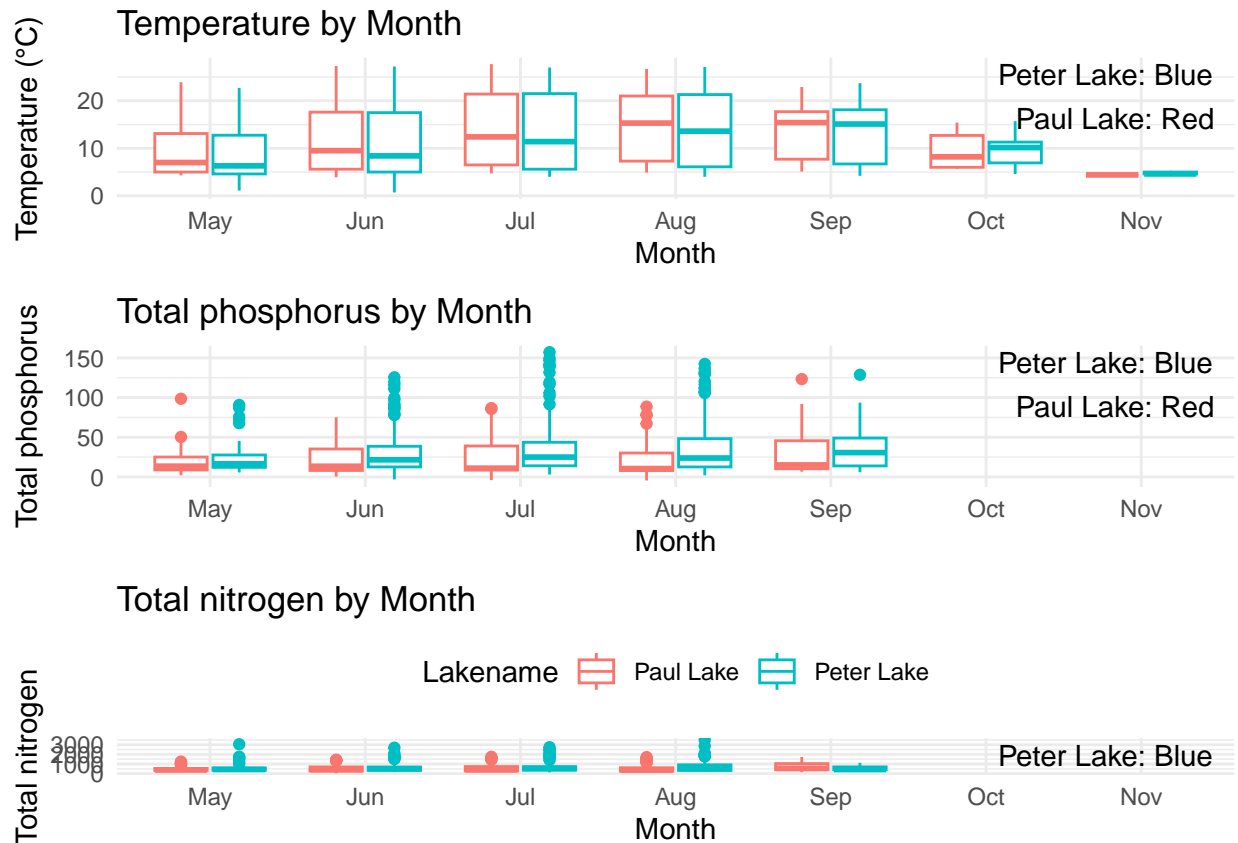 Temperature by Month
Temperature (°C)
20
10
0
Peter Lake: Blue
Paul Lake: Red
May Jun Jul Aug Sep Oct Nov
Month
Total phosphorus by Month
Total phosphorus
150
100
50
0
Peter Lake: Blue
Paul Lake: Red
May Jun Jul Aug Sep Oct Nov
Month
Total nitrogen by Month
Lakename Paul Lake Peter Lake
Total nitrogen
3000
2000
1000
0
Peter Lake: Blue
May Jun Jul Aug Sep Oct Nov
Month